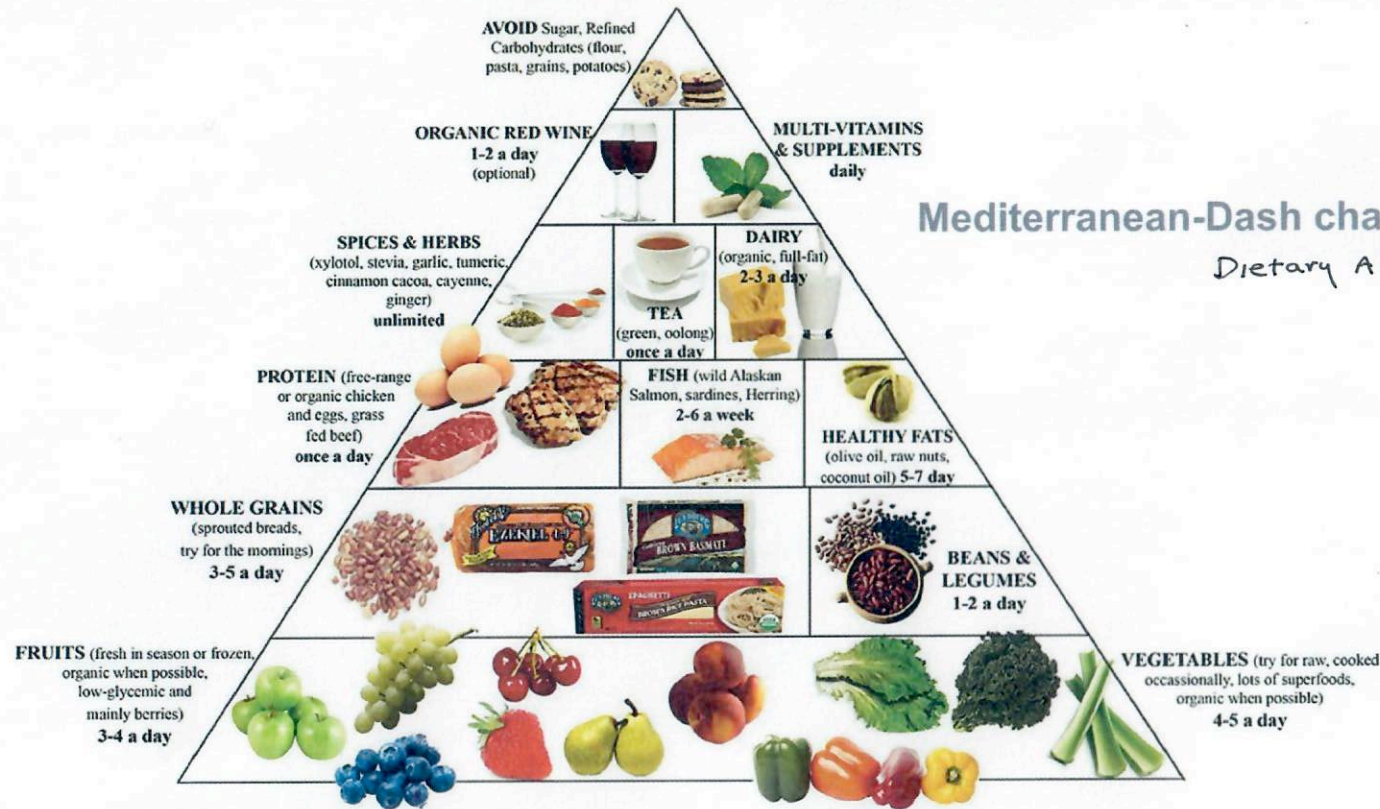 AVOID Sugar, Refined
Carbohydrates (flour,
pasta, grains, potatoes)
ORGANIC RED WINE
1-2 a day
(optional)
MULTI-VITAMINS
& SUPPLEMENTS
daily
Mediterranean-Dash cha
Dietary A
SPICES & HERBS
(xylotol, stevia, garlic, tumeric,
cinnamon cacoa, cayenne,
ginger)
unlimited
TEA
(green, oolong)
once a day
DAIRY
(organic, full-fat)
2-3 a day
PROTEIN (free-range
or organic chicken
and eggs, grass
fed beef)
once a day
FISH (wild Alaskan
Salmon, sardines, Herring)
2-6 a week
HEALTHY FATS
(olive oil, raw nuts,
coconut oil) 5-7 day
WHOLE GRAINS
(sprouted breads,
try for the mornings)
3-5 a day
EZEKIEL 4:9
BROWN BASMATI
SPAGHETTI
BROWN RICE PASTA
BEANS &
LEGUMES
1-2 a day
FRUITS (fresh in season or frozen,
organic when possible,
low-glycemic and
mainly berries)
3-4 a day
VEGETABLES (try for raw, cooked
occassionally, lots of superfoods,
organic when possible)
4-5 a day